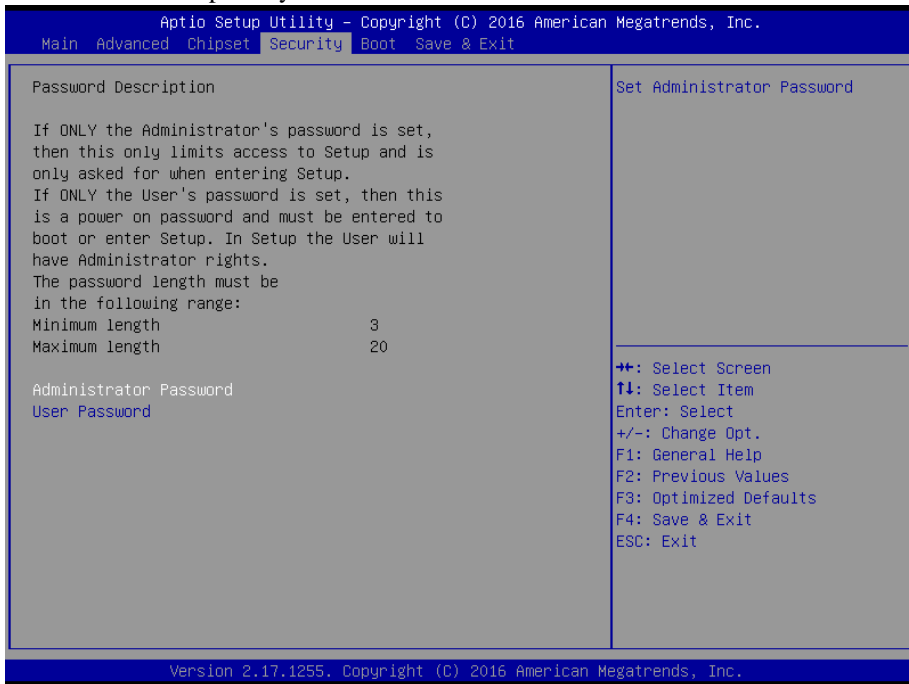 Aptio Setup Utility – Copyright (C) 2016 American Megatrends, Inc.
Main Advanced Chipset Security Boot Save & Exit
Password Description
If ONLY the Administrator's password is set,
then this only limits access to Setup and is
only asked for when entering Setup.
If ONLY the User's password is set, then this
is a power on password and must be entered to
boot or enter Setup. In Setup the User will
have Administrator rights.
The password length must be
in the following range:
Minimum length 3
Maximum length 20
Administrator Password
User Password
Set Administrator Password
→←: Select Screen
↑↓: Select Item
Enter: Select
+/-: Change Opt.
F1: General Help
F2: Previous Values
F3: Optimized Defaults
F4: Save & Exit
ESC: Exit
Version 2.17.1255. Copyright (C) 2016 American Megatrends, Inc.